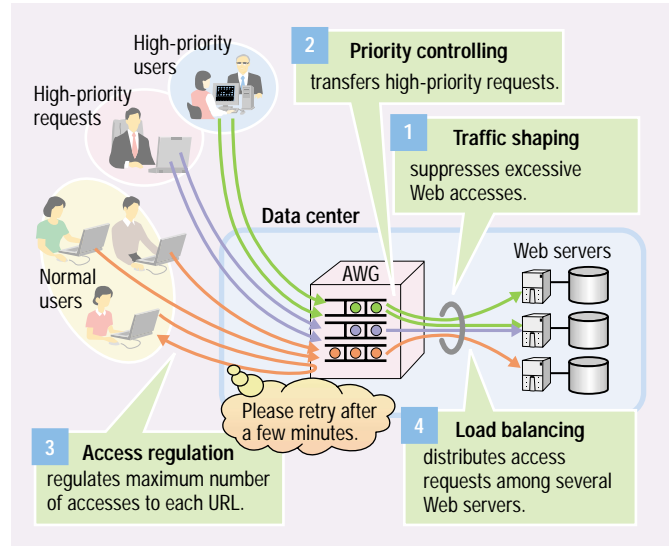 High-priority
users
2 Priority controlling
transfers high-priority requests.
High-priority
requests
1 Traffic shaping
suppresses excessive
Web accesses.
Data center
Web servers
AWG
Normal
users
Please retry after
a few minutes.
3 Access regulation
regulates maximum number
of accesses to each URL.
4 Load balancing
distributes access
requests among several
Web servers.